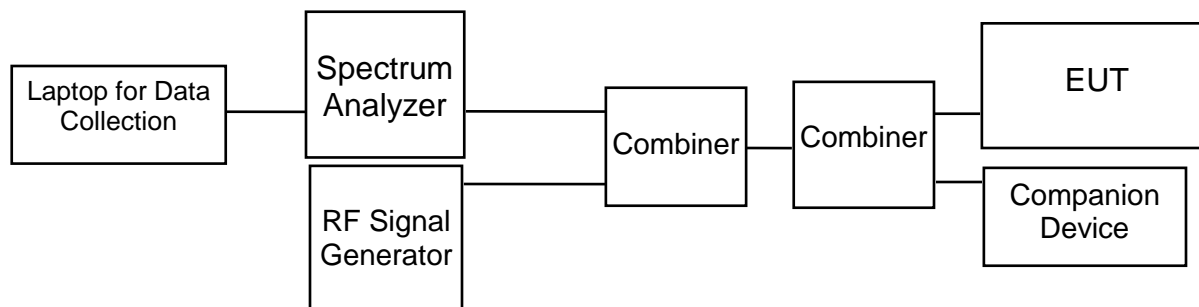 Laptop for Data
Collection
Spectrum
Analyzer
RF Signal
Generator
Combiner
Combiner
EUT
Companion
Device